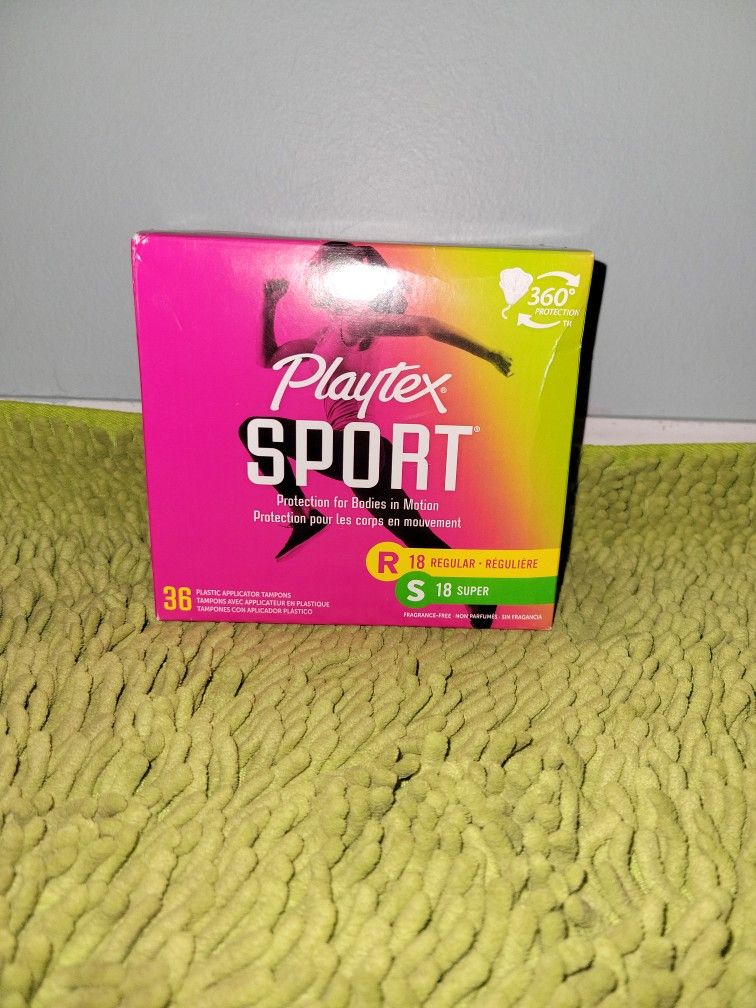 360°
PROTECTION
TM
Playtex®
SPORT®
Protection for Bodies in Motion
Protection pour les corps en mouvement
R 18 REGULAR • RÉGULIÈRE
S 18 SUPER
36 PLASTIC APPLICATOR TAMPONS
TAMPONS AVEC APPLICATEUR EN PLASTIQUE
TAMPONES CON APLICADOR PLÁSTICO
FRAGRANCE-FREE • NON PARFUMÉS • SIN FRAGANCIA